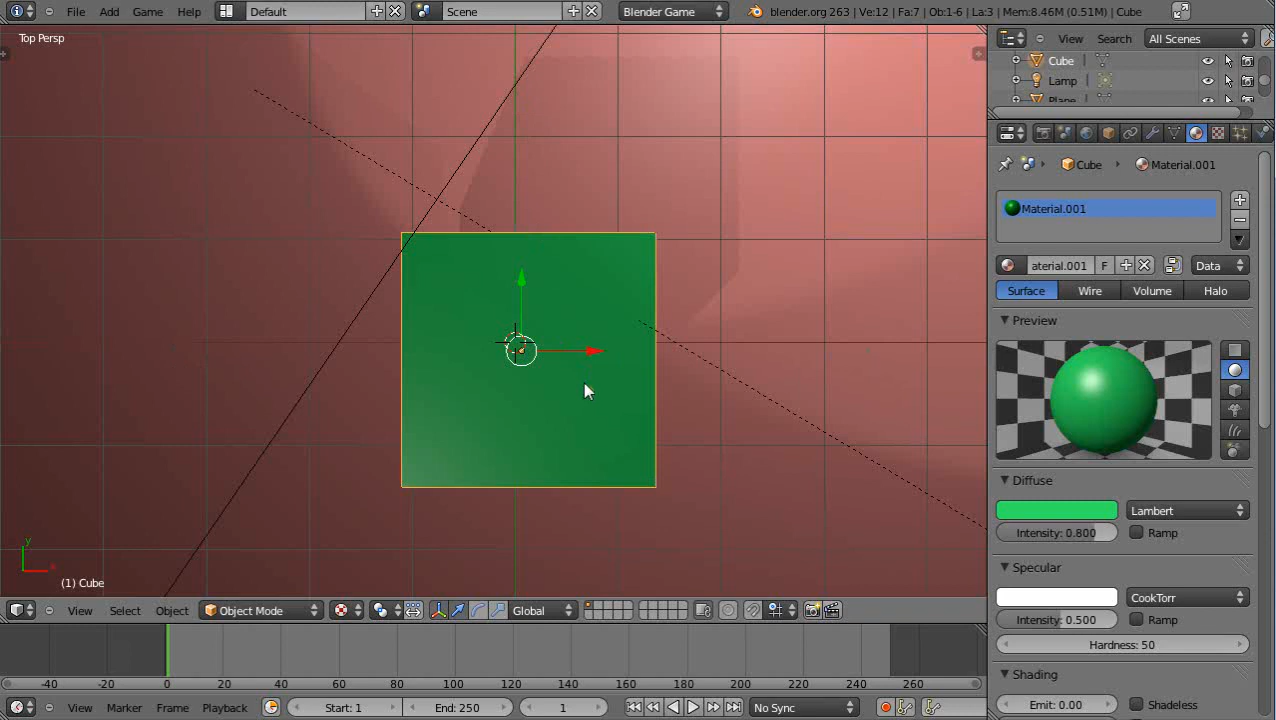 File Add Game Help Default Scene Blender Game blender.org 263 | Ve:12 | Fa:7 | Ob:1-6 | La:3 | Mem:8.46M (0.51M) | Cube
Top Persp
View Search All Scenes
Cube
Lamp
Plane
Cube Material.001
Material.001
aterial.001 F Data
Surface Wire Volume Halo
Preview
Diffuse
Lambert
Intensity: 0.800 Ramp
Specular
CookTorr
Intensity: 0.500 Ramp
Hardness: 50
Shading
Emit: 0.00 Shadeless
y
(1) Cube
View Select Object Object Mode Global
-40 -20 0 20 40 60 80 100 120 140 160 180 200 220 240 260
View Marker Frame Playback Start: 1 End: 250 1 No Sync